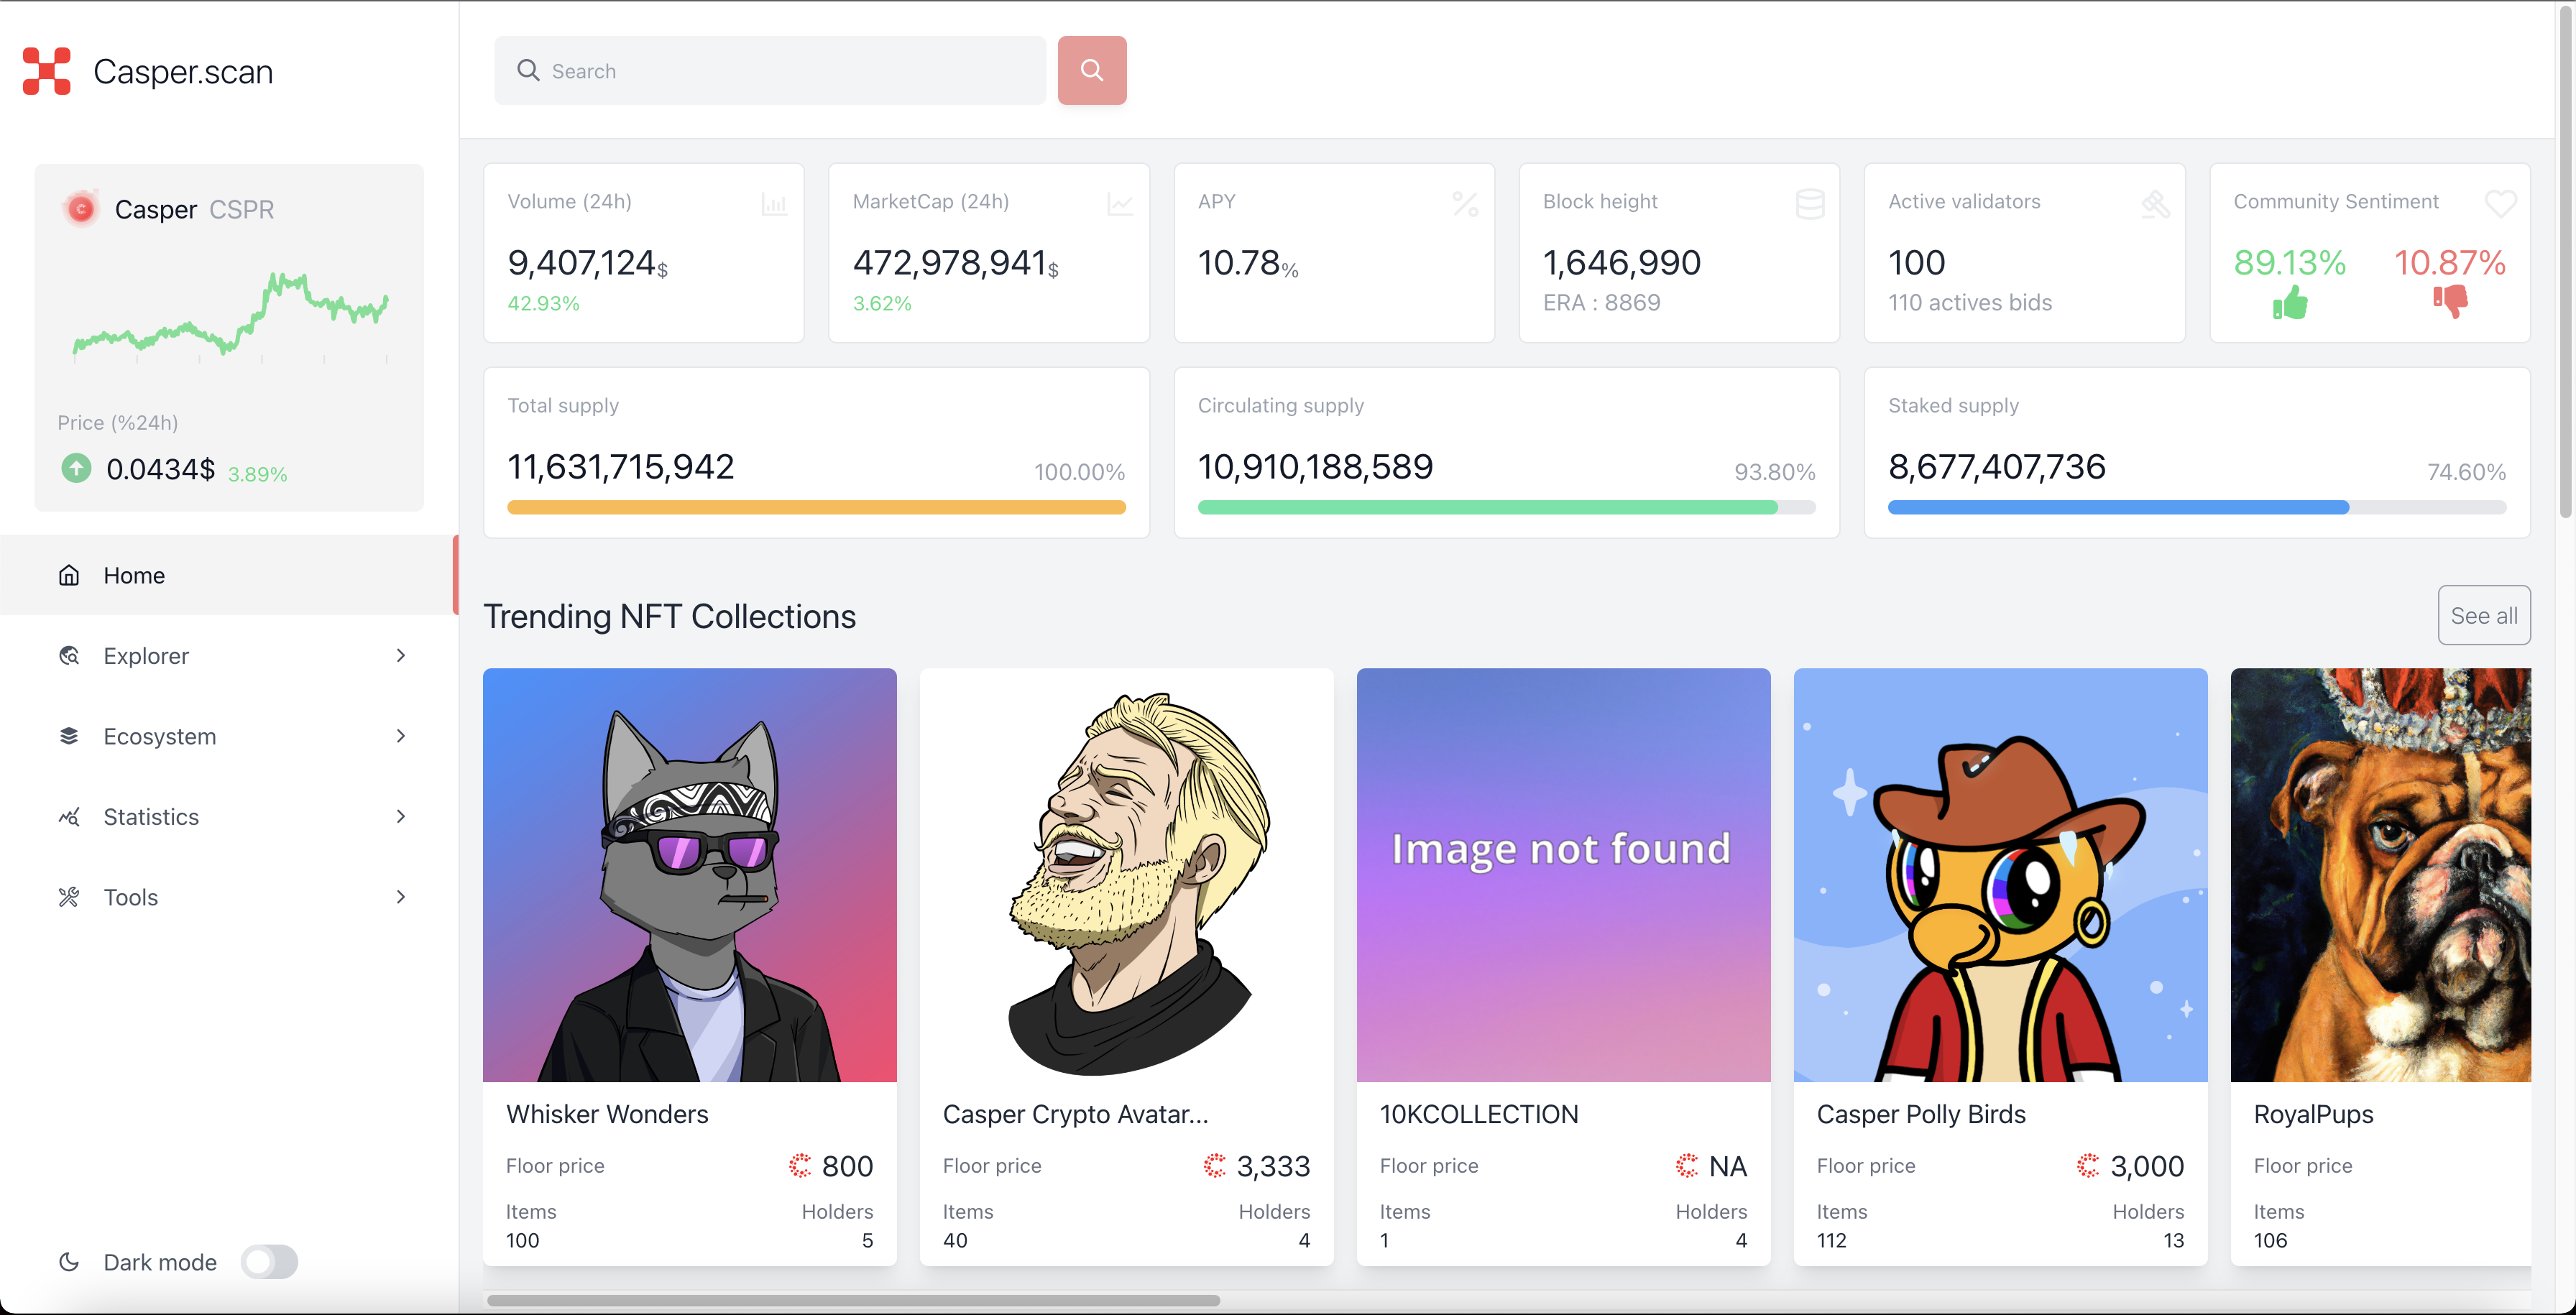 Casper.scan
Casper CSPR
Price (%24h)
0.0434$ 3.89%
Home
Explorer
Ecosystem
Statistics
Tools
Dark mode
Search
Volume (24h)
9,407,124$
42.93%
MarketCap (24h)
472,978,941$
3.62%
APY
10.78%
Block height
1,646,990
ERA : 8869
Active validators
100
110 actives bids
Community Sentiment
89.13% 10.87%
Total supply
11,631,715,942 100.00%
Circulating supply
10,910,188,589 93.80%
Staked supply
8,677,407,736 74.60%
Trending NFT Collections
See all
Whisker Wonders
Floor price 800
Items Holders
100 5
Casper Crypto Avatar...
Floor price 3,333
Items Holders
40 4
Image not found
10KCOLLECTION
Floor price NA
Items Holders
1 4
Casper Polly Birds
Floor price 3,000
Items Holders
112 13
RoyalPups
Floor price
Items
106